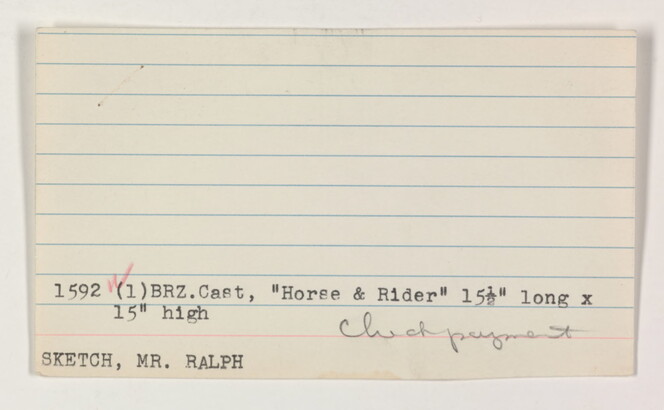 1592 (1)BRZ.Cast, "Horse & Rider" 15½" long x
15" high
Check payment
SKETCH, MR. RALPH